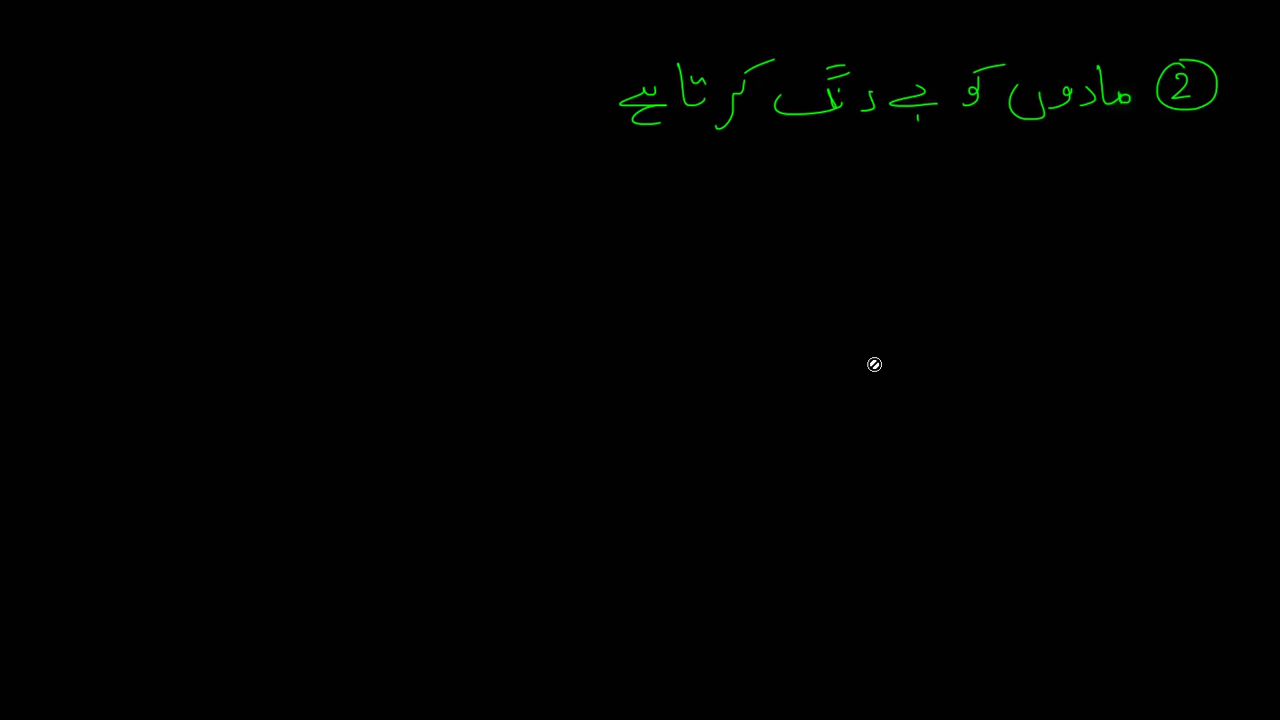 ② مادوں کو بے رنگ کرتا ہے